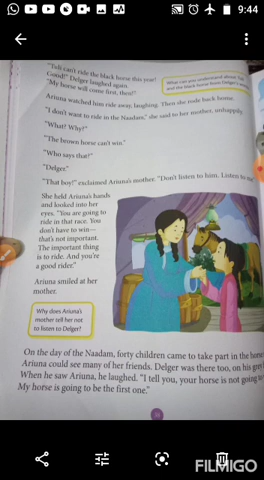 9:44
"Tell can't ride the black horse this year!
Good!" Delger laughed again.
"My horse will come first, then!"
What can you understand about
and the black horse from Delger's
Ariuna watched him ride away, laughing. Then she rode back home.
"I don't want to ride in the Naadam," she said to her mother, unhappily.
"What? Why?"
"The brown horse can't win."
"Who says that?"
"Delger."
"That boy!" exclaimed Ariuna's mother. "Don't listen to him. Listen to me."
She held Ariuna's hands
and looked into her
eyes. "You are going to
ride in that race. You
don't have to win—
that's not important.
The important thing
is to ride. And you're
a good rider."
Ariuna smiled at her
mother.
Why does Ariuna's
mother tell her not
to listen to Delger?
On the day of the Naadam, forty children came to take part in the horse
Ariuna could see many of her friends. Delger was there too, on his grey
When he saw Ariuna, he laughed. "I tell you, your horse is not going to
My horse is going to be the first one."
FILMIGO